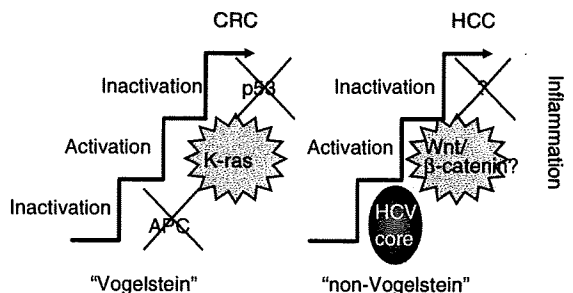 CRC
Inactivation
p53
Activation
K-ras
Inactivation
APC
"Vogelstein"
HCC
Inactivation
?
Activation
Wnt/
β-catenin?
HCV
core
"non-Vogelstein"
Inflammation